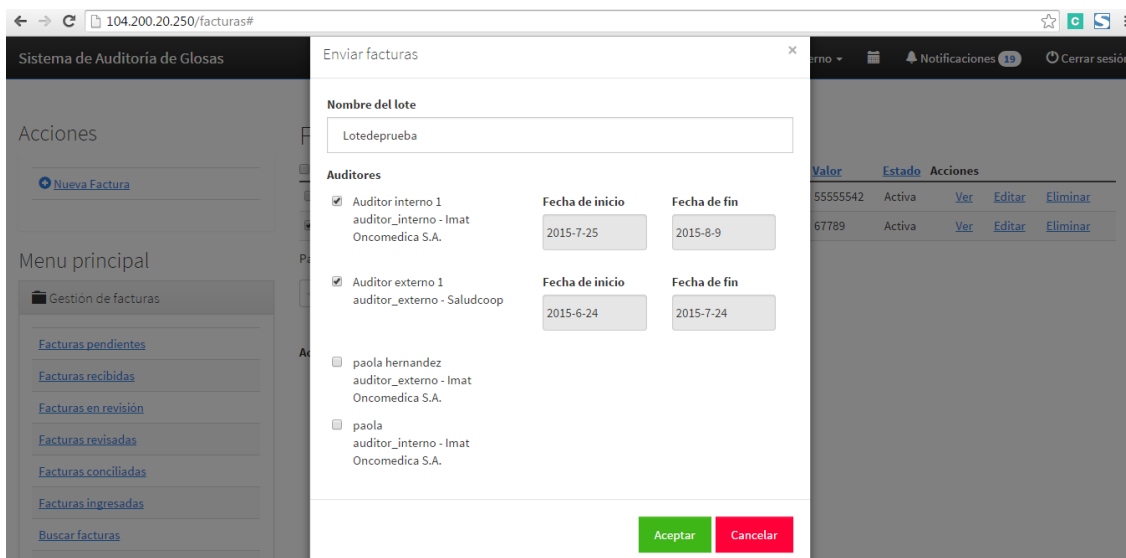 104.200.20.250/facturas#
Sistema de Auditoría de Glosas
Notificaciones 19
Cerrar sesión
Enviar facturas
×
Nombre del lote
Lotedeprueba
Auditores
Auditor interno 1
auditor_interno - Imat
Oncomedica S.A.
Fecha de inicio
2015-7-25
Fecha de fin
2015-8-9
Auditor externo 1
auditor_externo - Saludcoop
Fecha de inicio
2015-6-24
Fecha de fin
2015-7-24
paola hernandez
auditor_externo - Imat
Oncomedica S.A.
paola
auditor_interno - Imat
Oncomedica S.A.
Aceptar
Cancelar
Acciones
Nueva Factura
Menu principal
Gestión de facturas
Facturas pendientes
Facturas recibidas
Facturas en revisión
Facturas revisadas
Facturas conciliadas
Facturas ingresadas
Buscar facturas
Valor Estado Acciones
55555542 Activa Ver Editar Eliminar
67789 Activa Ver Editar Eliminar